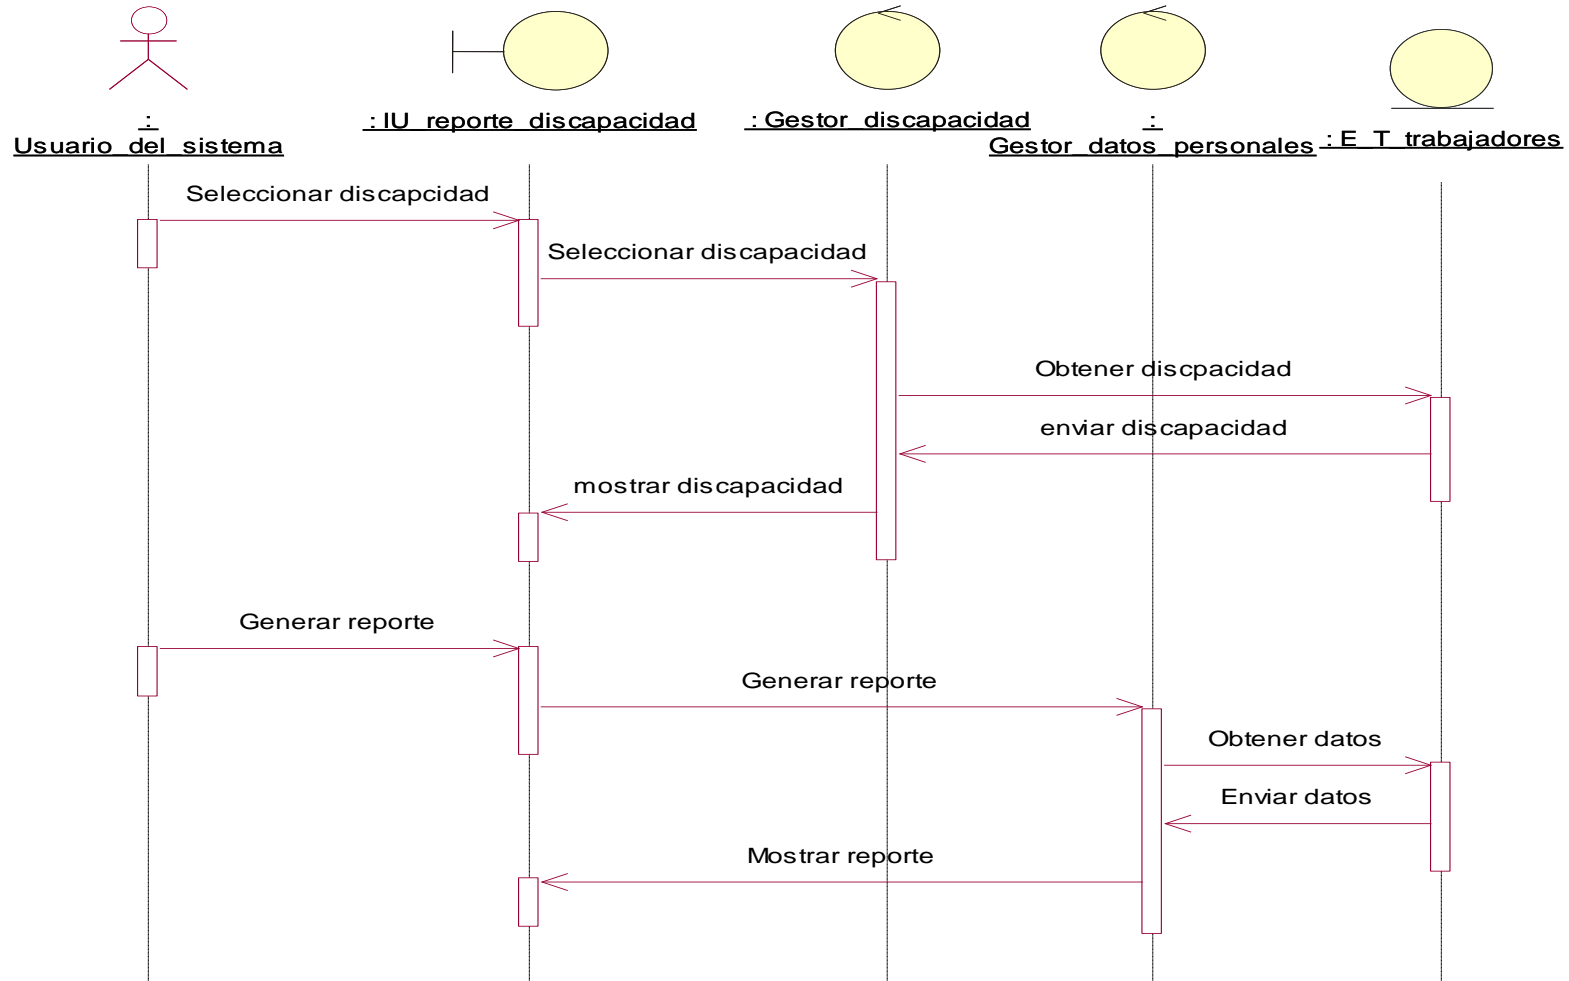 :
Usuario_del_sistema
: IU_reporte_discapacidad
: Gestor_discapacidad
:
Gestor_datos_personales
: E_T_trabajadores
Seleccionar discapcidad
Seleccionar discapacidad
Obtener discpacidad
enviar discapacidad
mostrar discapacidad
Generar reporte
Generar reporte
Obtener datos
Enviar datos
Mostrar reporte